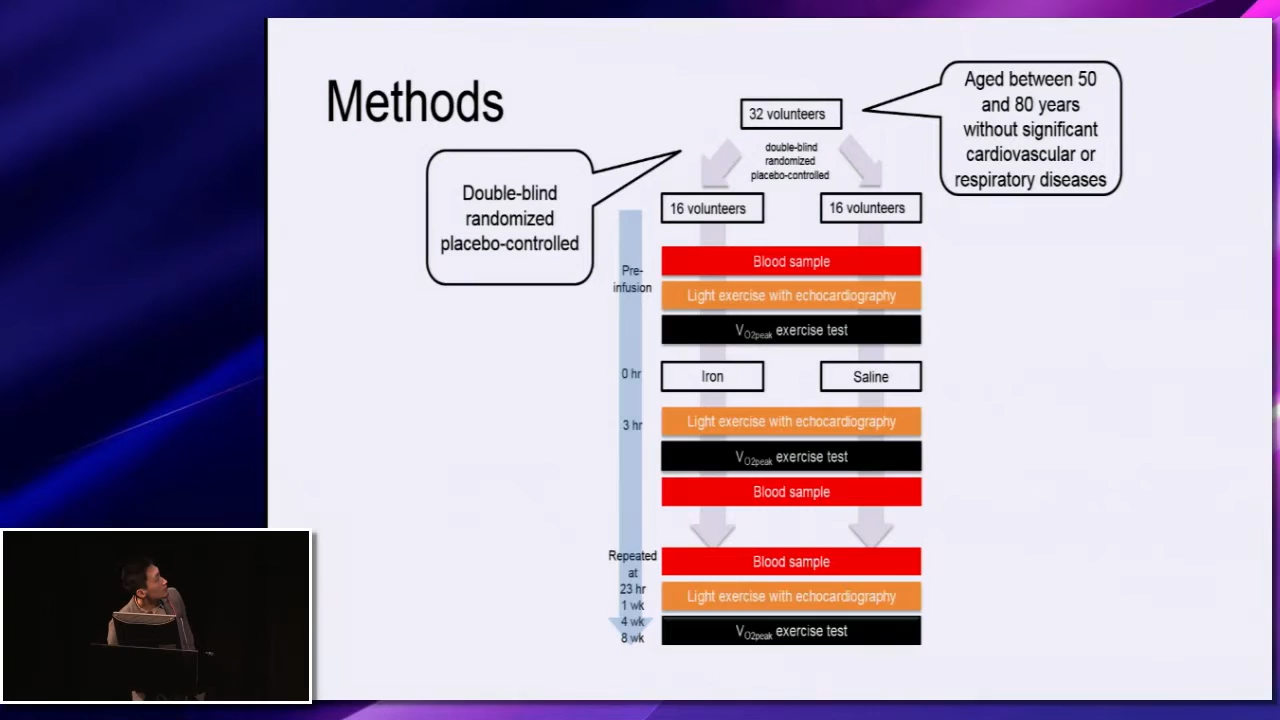 Methods
32 volunteers
Aged between 50
and 80 years
without significant
cardiovascular or
respiratory diseases
double-blind
randomized
placebo-controlled
Double-blind
randomized
placebo-controlled
16 volunteers
16 volunteers
Pre-
infusion
Blood sample
Light exercise with echocardiography
VO2peak exercise test
0 hr
Iron
Saline
3 hr
Light exercise with echocardiography
VO2peak exercise test
Blood sample
Repeated
at
23 hr
1 wk
4 wk
8 wk
Blood sample
Light exercise with echocardiography
VO2peak exercise test